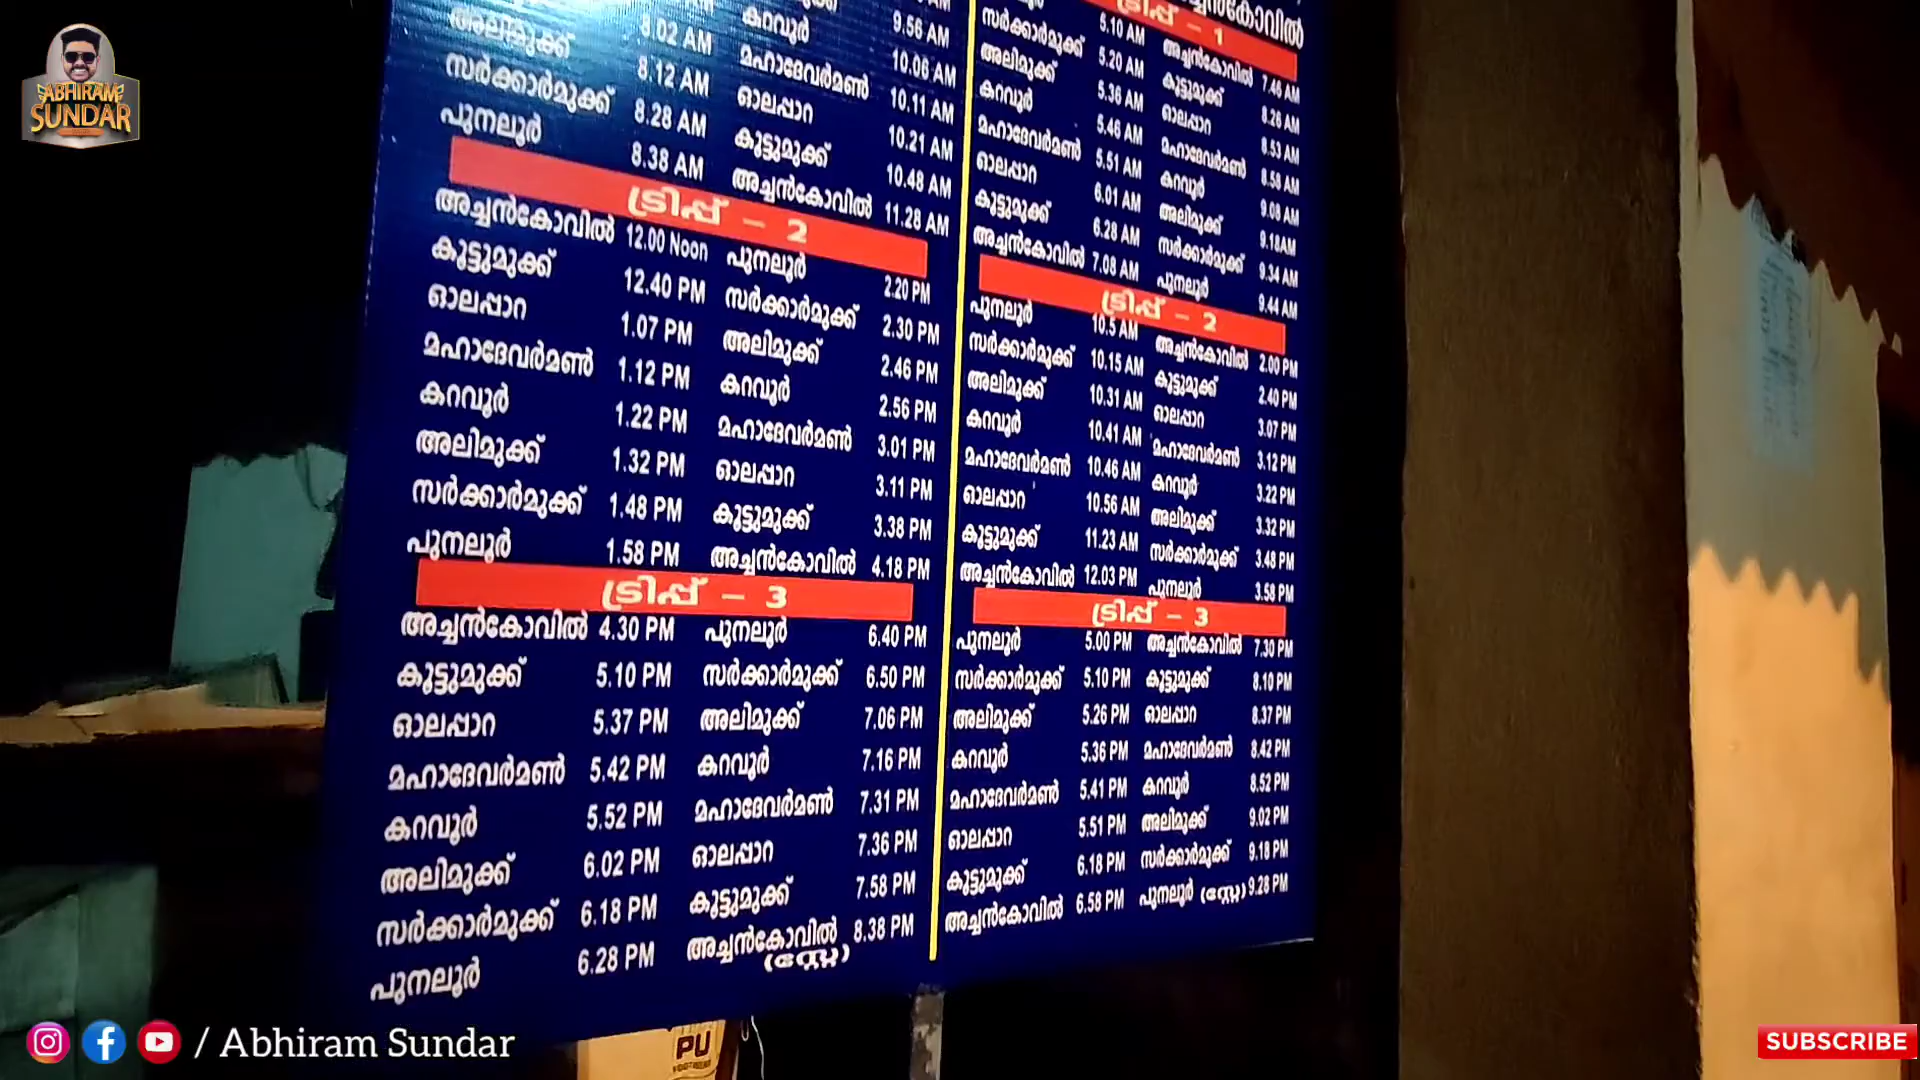 ABHIRAM
SUNDAR
അലിമുക്ക് 8.02 AM
സർക്കാർമുക്ക് 8.12 AM
പുനലൂർ 8.28 AM
8.38 AM
കറവൂർ 9.56 AM
മഹാദേവർമൺ 10.06 AM
ഓലപ്പാറ 10.11 AM
കൂട്ടുമുക്ക് 10.21 AM
അച്ചൻകോവിൽ 10.48 AM
11.28 AM
ട്രിപ്പ് - 2
അച്ചൻകോവിൽ 12.00 Noon പുനലൂർ 2.20 PM
കൂട്ടുമുക്ക് 12.40 PM സർക്കാർമുക്ക് 2.30 PM
ഓലപ്പാറ 1.07 PM അലിമുക്ക് 2.46 PM
മഹാദേവർമൺ 1.12 PM കറവൂർ 2.56 PM
കറവൂർ 1.22 PM മഹാദേവർമൺ 3.01 PM
അലിമുക്ക് 1.32 PM ഓലപ്പാറ 3.11 PM
സർക്കാർമുക്ക് 1.48 PM കൂട്ടുമുക്ക് 3.38 PM
പുനലൂർ 1.58 PM അച്ചൻകോവിൽ 4.18 PM
ട്രിപ്പ് - 3
അച്ചൻകോവിൽ 4.30 PM പുനലൂർ 6.40 PM
കൂട്ടുമുക്ക് 5.10 PM സർക്കാർമുക്ക് 6.50 PM
ഓലപ്പാറ 5.37 PM അലിമുക്ക് 7.06 PM
മഹാദേവർമൺ 5.42 PM കറവൂർ 7.16 PM
കറവൂർ 5.52 PM മഹാദേവർമൺ 7.31 PM
അലിമുക്ക് 6.02 PM ഓലപ്പാറ 7.36 PM
സർക്കാർമുക്ക് 6.18 PM കൂട്ടുമുക്ക് 7.58 PM
പുനലൂർ 6.28 PM അച്ചൻകോവിൽ 8.38 PM
(സ്റ്റേ)
അച്ചൻകോവിൽ
ട്രിപ്പ് - 1
സർക്കാർമുക്ക് 5.10 AM അച്ചൻകോവിൽ 7.46 AM
അലിമുക്ക് 5.20 AM കൂട്ടുമുക്ക് 8.26 AM
കറവൂർ 5.36 AM ഓലപ്പാറ 8.53 AM
മഹാദേവർമൺ 5.46 AM മഹാദേവർമൺ 8.58 AM
ഓലപ്പാറ 5.51 AM കറവൂർ 9.08 AM
കൂട്ടുമുക്ക് 6.01 AM അലിമുക്ക് 9.18AM
അച്ചൻകോവിൽ 6.28 AM സർക്കാർമുക്ക് 9.34 AM
7.08 AM പുനലൂർ 9.44 AM
ട്രിപ്പ് - 2
പുനലൂർ 10.5 AM അച്ചൻകോവിൽ 2.00 PM
സർക്കാർമുക്ക് 10.15 AM കൂട്ടുമുക്ക് 2.40 PM
അലിമുക്ക് 10.31 AM ഓലപ്പാറ 3.07 PM
കറവൂർ 10.41 AM മഹാദേവർമൺ 3.12 PM
മഹാദേവർമൺ 10.46 AM കറവൂർ 3.22 PM
ഓലപ്പാറ 10.56 AM അലിമുക്ക് 3.32 PM
കൂട്ടുമുക്ക് 11.23 AM സർക്കാർമുക്ക് 3.48 PM
അച്ചൻകോവിൽ 12.03 PM പുനലൂർ 3.58 PM
ട്രിപ്പ് - 3
പുനലൂർ 5.00 PM അച്ചൻകോവിൽ 7.30 PM
സർക്കാർമുക്ക് 5.10 PM കൂട്ടുമുക്ക് 8.10 PM
അലിമുക്ക് 5.26 PM ഓലപ്പാറ 8.37 PM
കറവൂർ 5.36 PM മഹാദേവർമൺ 8.42 PM
മഹാദേവർമൺ 5.41 PM കറവൂർ 8.52 PM
ഓലപ്പാറ 5.51 PM അലിമുക്ക് 9.02 PM
കൂട്ടുമുക്ക് 6.18 PM സർക്കാർമുക്ക് 9.18 PM
അച്ചൻകോവിൽ 6.58 PM പുനലൂർ (സ്റ്റേ) 9.28 PM
PU
/ Abhiram Sundar
SUBSCRIBE